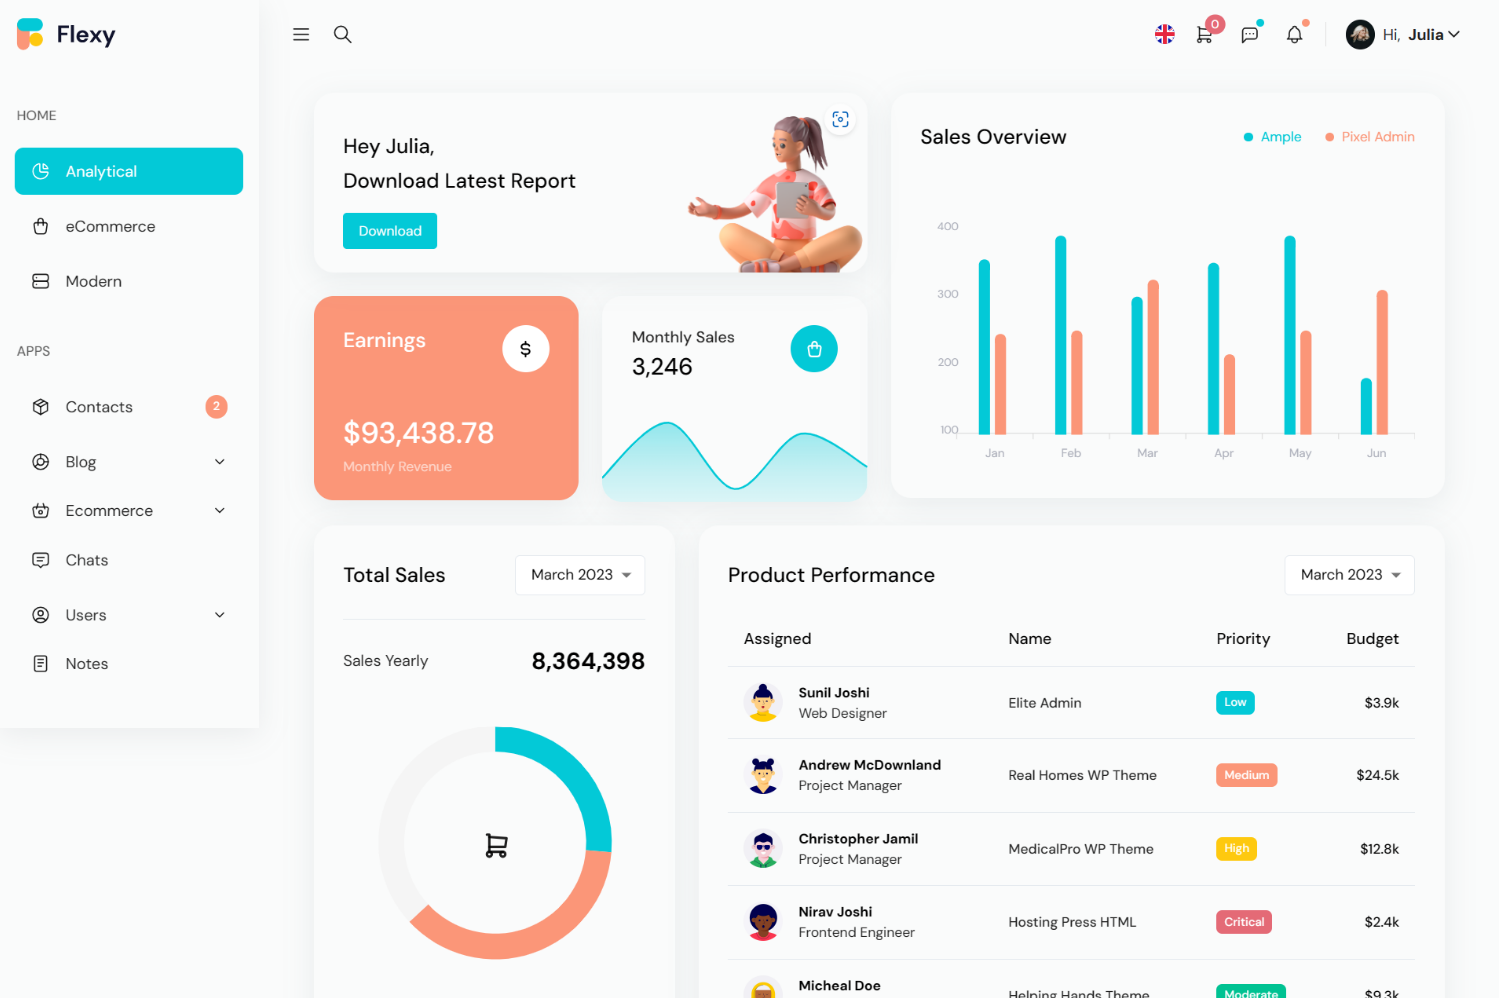 Flexy
HOME
Analytical
eCommerce
Modern
APPS
Contacts
2
Blog
Ecommerce
Chats
Users
Notes
0
Hi, Julia
Hey Julia,
Download Latest Report
Download
Earnings
$
$93,438.78
Monthly Revenue
Monthly Sales
3,246
Sales Overview
Ample
Pixel Admin
400
300
200
100
Jan Feb Mar Apr May Jun
Total Sales
March 2023
Sales Yearly
8,364,398
Product Performance
March 2023
Assigned Name Priority Budget
Sunil Joshi
Web Designer
Elite Admin
Low
$3.9k
Andrew McDownland
Project Manager
Real Homes WP Theme
Medium
$24.5k
Christopher Jamil
Project Manager
MedicalPro WP Theme
High
$12.8k
Nirav Joshi
Frontend Engineer
Hosting Press HTML
Critical
$2.4k
Micheal Doe
Helping Hands Theme
Moderate
$9.3k